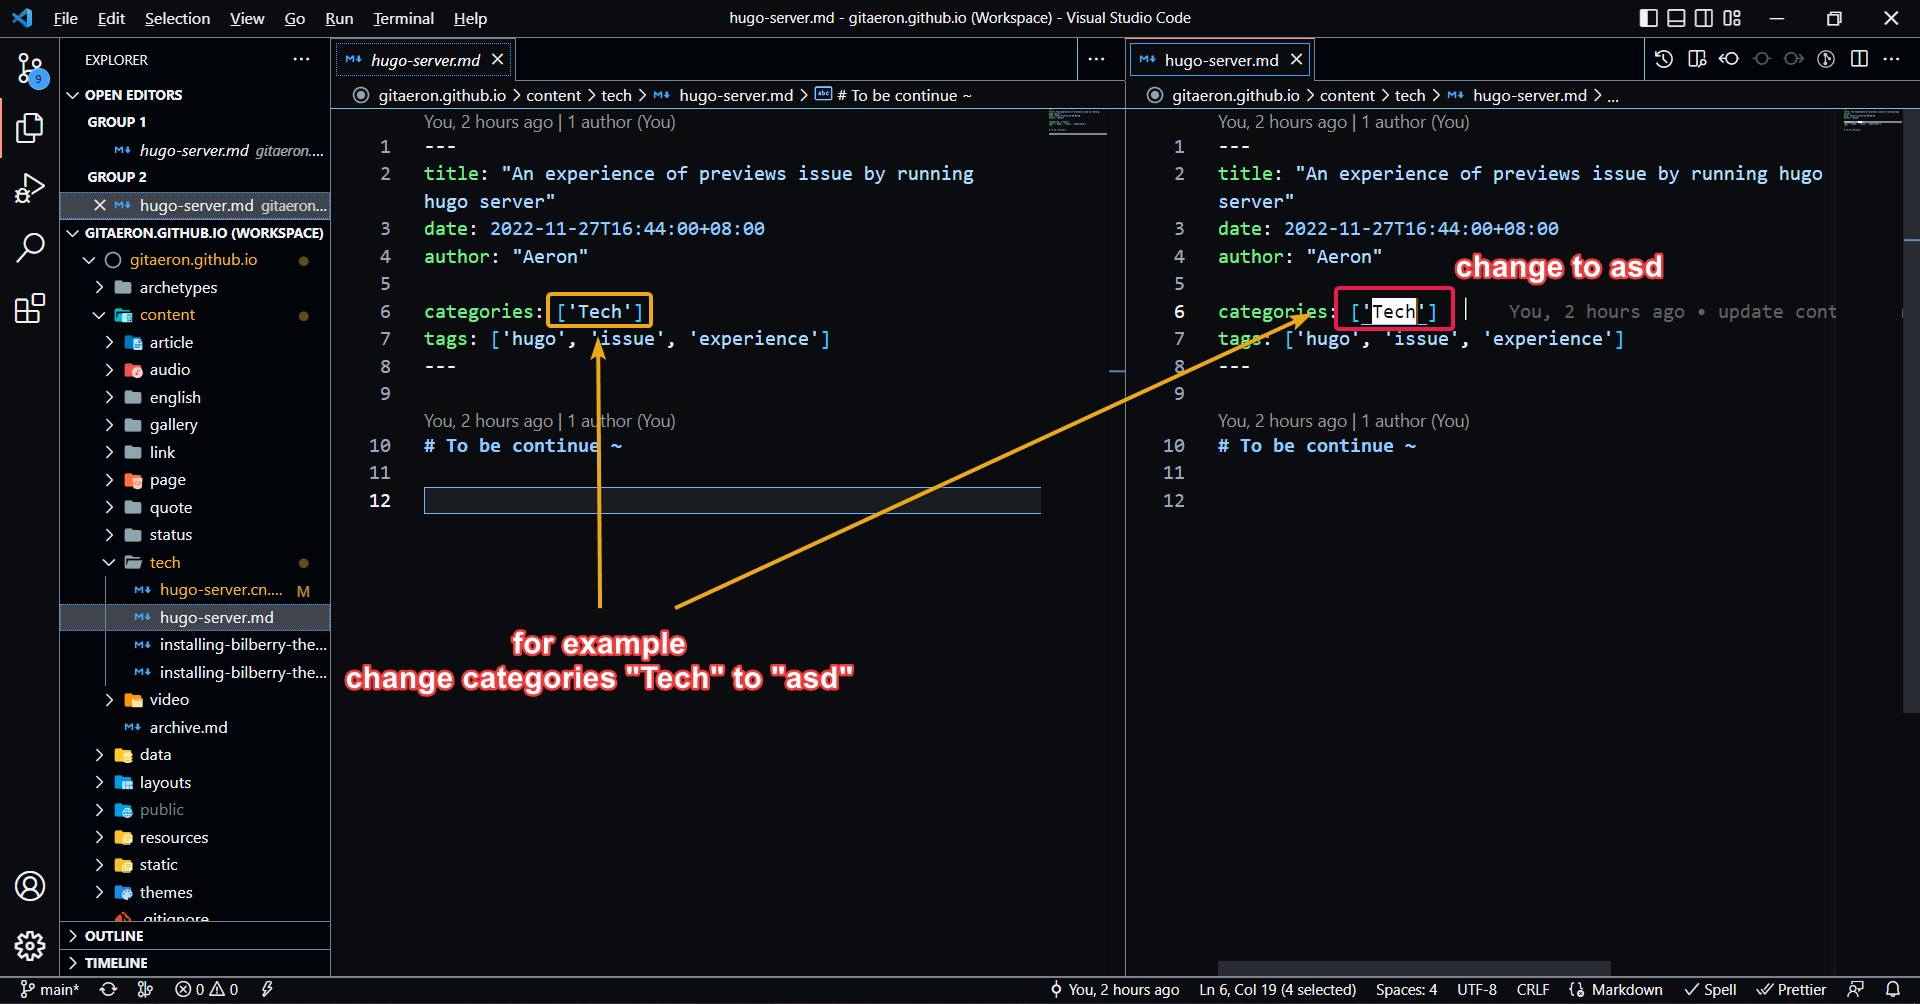 File Edit Selection View Go Run Terminal Help
hugo-server.md - gitaeron.github.io (Workspace) - Visual Studio Code
9
EXPLORER
OPEN EDITORS
GROUP 1
hugo-server.md gitaeron....
GROUP 2
hugo-server.md gitaeron...
GITAERON.GITHUB.IO (WORKSPACE)
gitaeron.github.io
archetypes
content
article
audio
english
gallery
link
page
quote
status
tech
hugo-server.cn.... M
hugo-server.md
installing-bilberry-the...
installing-bilberry-the...
video
archive.md
data
layouts
public
resources
static
themes
.gitignore
OUTLINE
TIMELINE
hugo-server.md
gitaeron.github.io > content > tech > hugo-server.md > # To be continue ~
You, 2 hours ago | 1 author (You)
1 ---
2 title: "An experience of previews issue by running
hugo server"
3 date: 2022-11-27T16:44:00+08:00
4 author: "Aeron"
5
6 categories: ['Tech']
7 tags: ['hugo', 'issue', 'experience']
8 ---
9
You, 2 hours ago | 1 author (You)
10 # To be continue ~
11
12
for example
change categories "Tech" to "asd"
hugo-server.md
gitaeron.github.io > content > tech > hugo-server.md > ...
You, 2 hours ago | 1 author (You)
1 ---
2 title: "An experience of previews issue by running hugo
server"
3 date: 2022-11-27T16:44:00+08:00
4 author: "Aeron"
change to asd
5
6 categories: ['Tech'] You, 2 hours ago • update cont
7 tags: ['hugo', 'issue', 'experience']
8 ---
9
You, 2 hours ago | 1 author (You)
10 # To be continue ~
11
12
main* 0 0 You, 2 hours ago Ln 6, Col 19 (4 selected) Spaces: 4 UTF-8 CRLF Markdown Spell Prettier